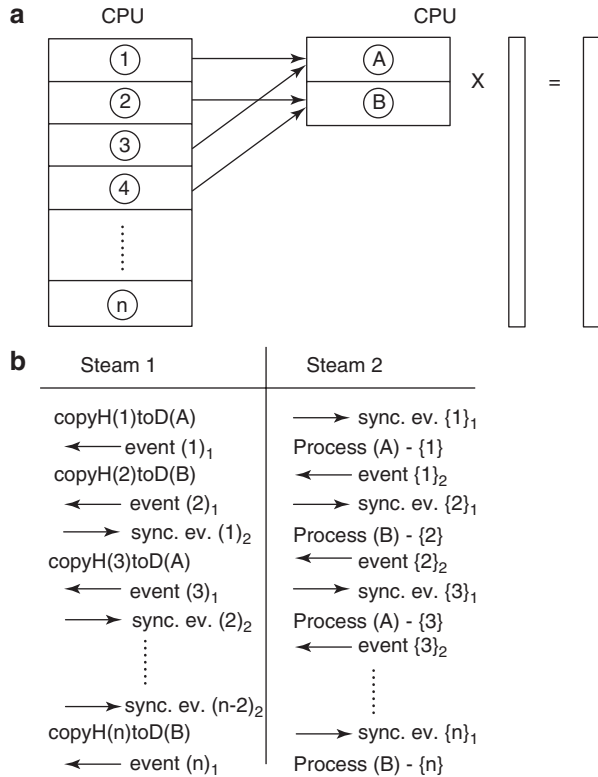 a
CPU CPU
1
2
3
4
n
A
B
X =
b
Steam 1
copyH(1)toD(A)
event (1)1
copyH(2)toD(B)
event (2)1
sync. ev. (1)2
copyH(3)toD(A)
event (3)1
sync. ev. (2)2
sync. ev. (n-2)2
copyH(n)toD(B)
event (n)1
Steam 2
sync. ev. {1}1
Process (A) - {1}
event {1}2
sync. ev. {2}1
Process (B) - {2}
event {2}2
sync. ev. {3}1
Process (A) - {3}
event {3}2
sync. ev. {n}1
Process (B) - {n}